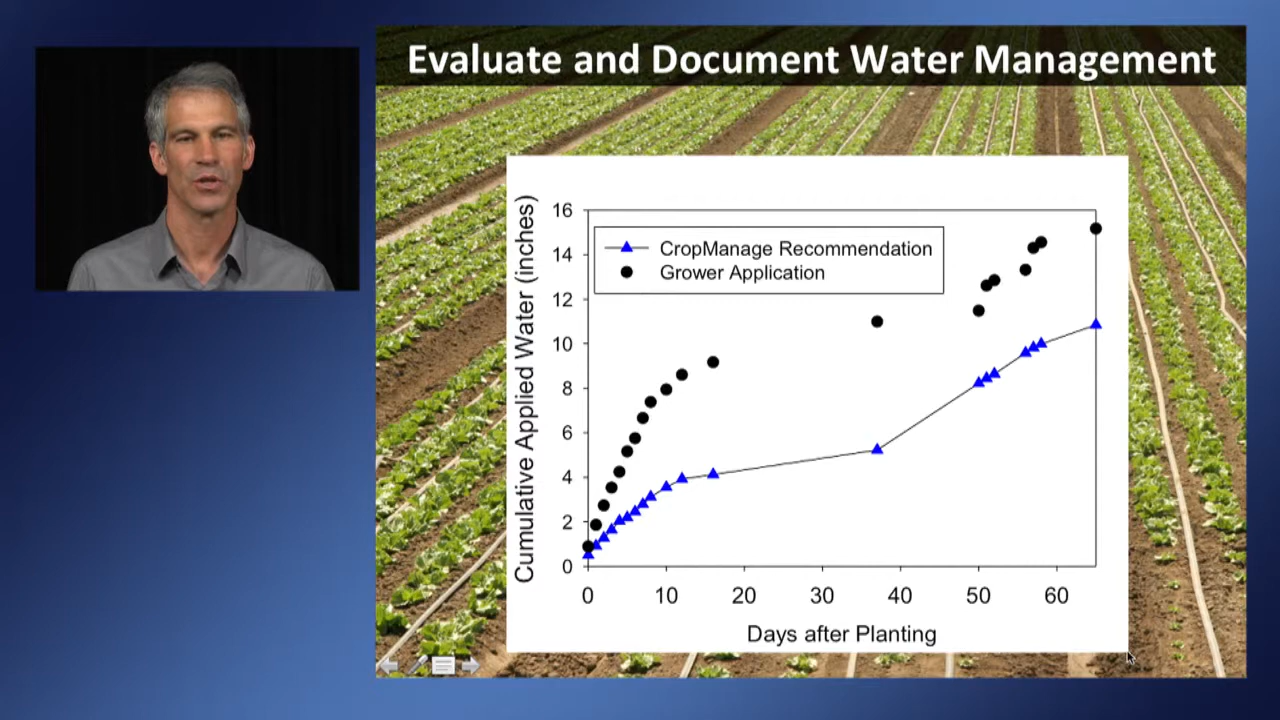 Evaluate and Document Water Management
Cumulative Applied Water (inches)
16
14
12
10
8
6
4
2
0
CropManage Recommendation
Grower Application
0 10 20 30 40 50 60
Days after Planting